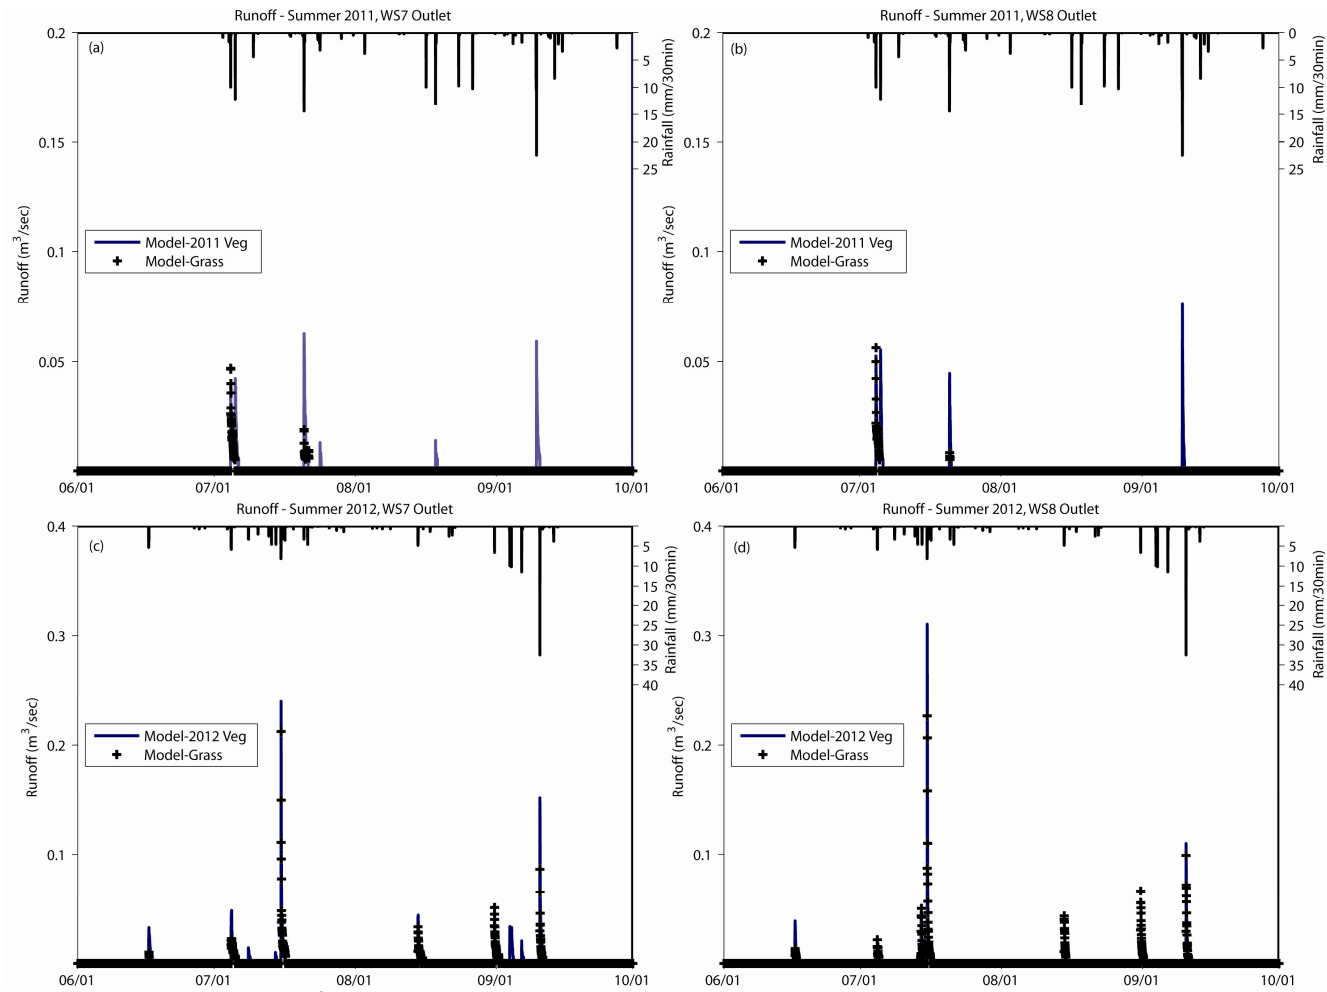 Runoff - Summer 2011, WS7 Outlet
(a)
0.2
0.15
0.1
0.05
Runoff (m3/sec)
5
10
15
20
25
Rainfall (mm/30min)
Model-2011 Veg
Model-Grass
06/01 07/01 08/01 09/01 10/01
Runoff - Summer 2011, WS8 Outlet
(b)
0.2
0.15
0.1
0.05
Runoff (m3/sec)
0
5
10
15
20
25
Rainfall (mm/30min)
Model-2011 Veg
Model-Grass
06/01 07/01 08/01 09/01 10/01
Runoff - Summer 2012, WS7 Outlet
(c)
0.4
0.3
0.2
0.1
Runoff (m3/sec)
5
10
15
20
25
30
35
40
Rainfall (mm/30min)
Model-2012 Veg
Model-Grass
06/01 07/01 08/01 09/01 10/01
Runoff - Summer 2012, WS8 Outlet
(d)
0.4
0.3
0.2
0.1
Runoff (m3/sec)
5
10
15
20
25
30
35
40
Rainfall (mm/30min)
Model-2012 Veg
Model-Grass
06/01 07/01 08/01 09/01 10/01